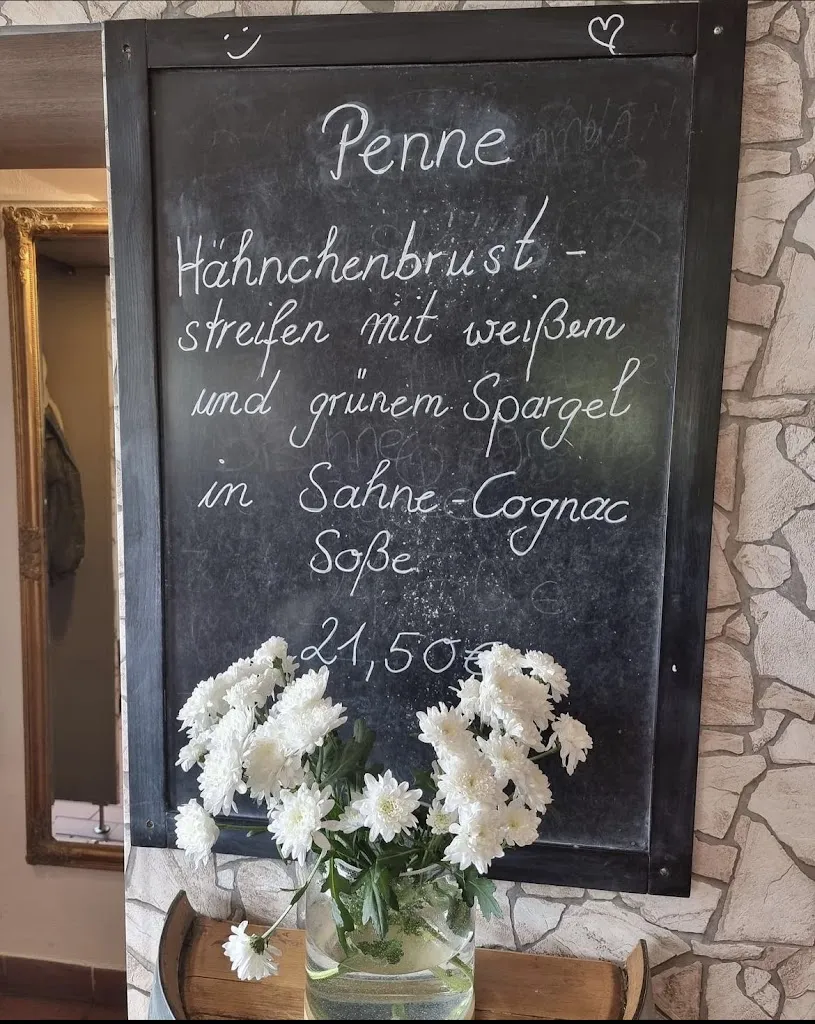 Penne
Hähnchenbrust -
streifen mit weißem
und grünem Spargel
in Sahne-Cognac
Soße
21,50€